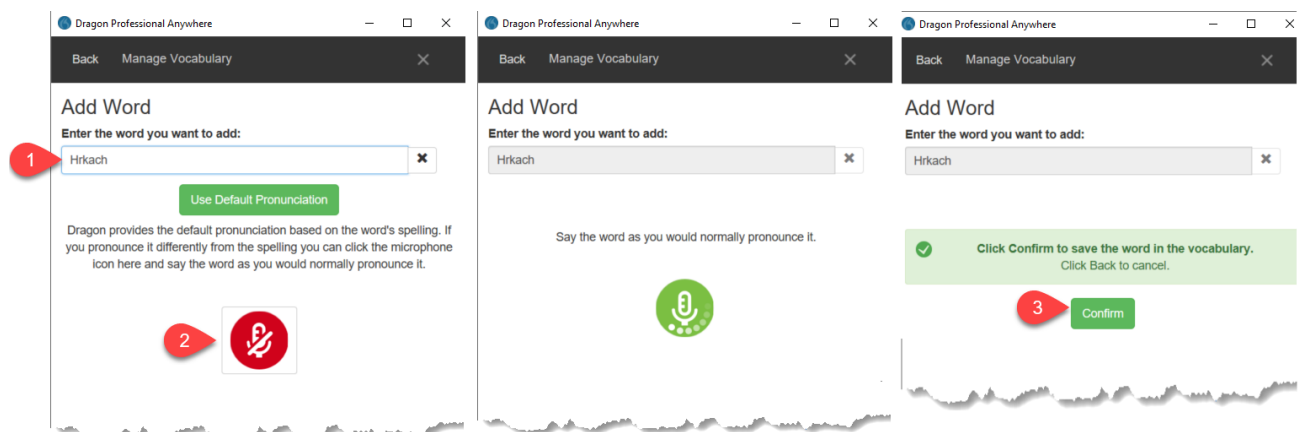 Dragon Professional Anywhere
Back Manage Vocabulary
Add Word
Enter the word you want to add:
1
Hrkach
Use Default Pronunciation
Dragon provides the default pronunciation based on the word's spelling. If
you pronounce it differently from the spelling you can click the microphone
icon here and say the word as you would normally pronounce it.
2
Dragon Professional Anywhere
Back Manage Vocabulary
Add Word
Enter the word you want to add:
Hrkach
Say the word as you would normally pronounce it.
Dragon Professional Anywhere
Back Manage Vocabulary
Add Word
Enter the word you want to add:
Hrkach
Click Confirm to save the word in the vocabulary.
Click Back to cancel.
3
Confirm